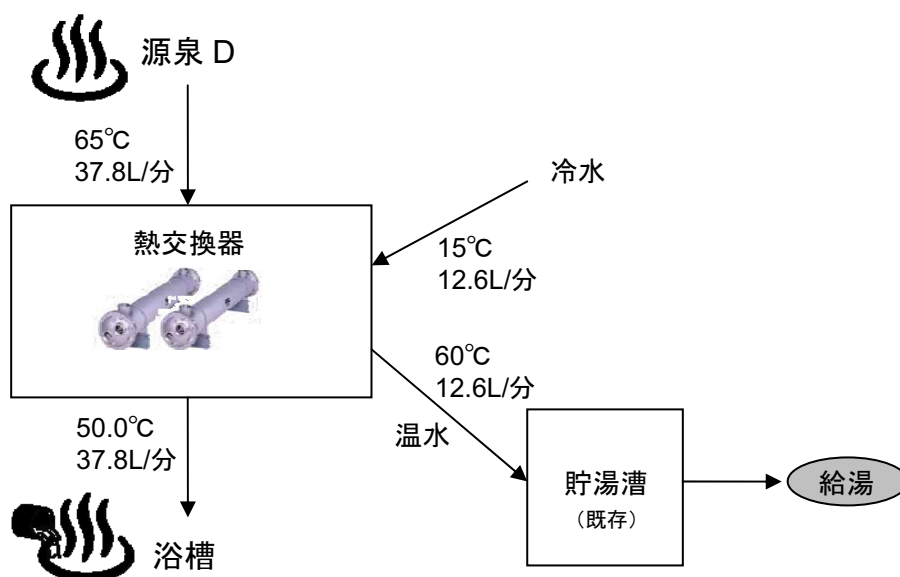 源泉 D
65℃
37.8L/分
冷水
熱交換器
15℃
12.6L/分
60℃
12.6L/分
50.0℃
37.8L/分
温水
貯湯漕
（既存）
給湯
浴槽